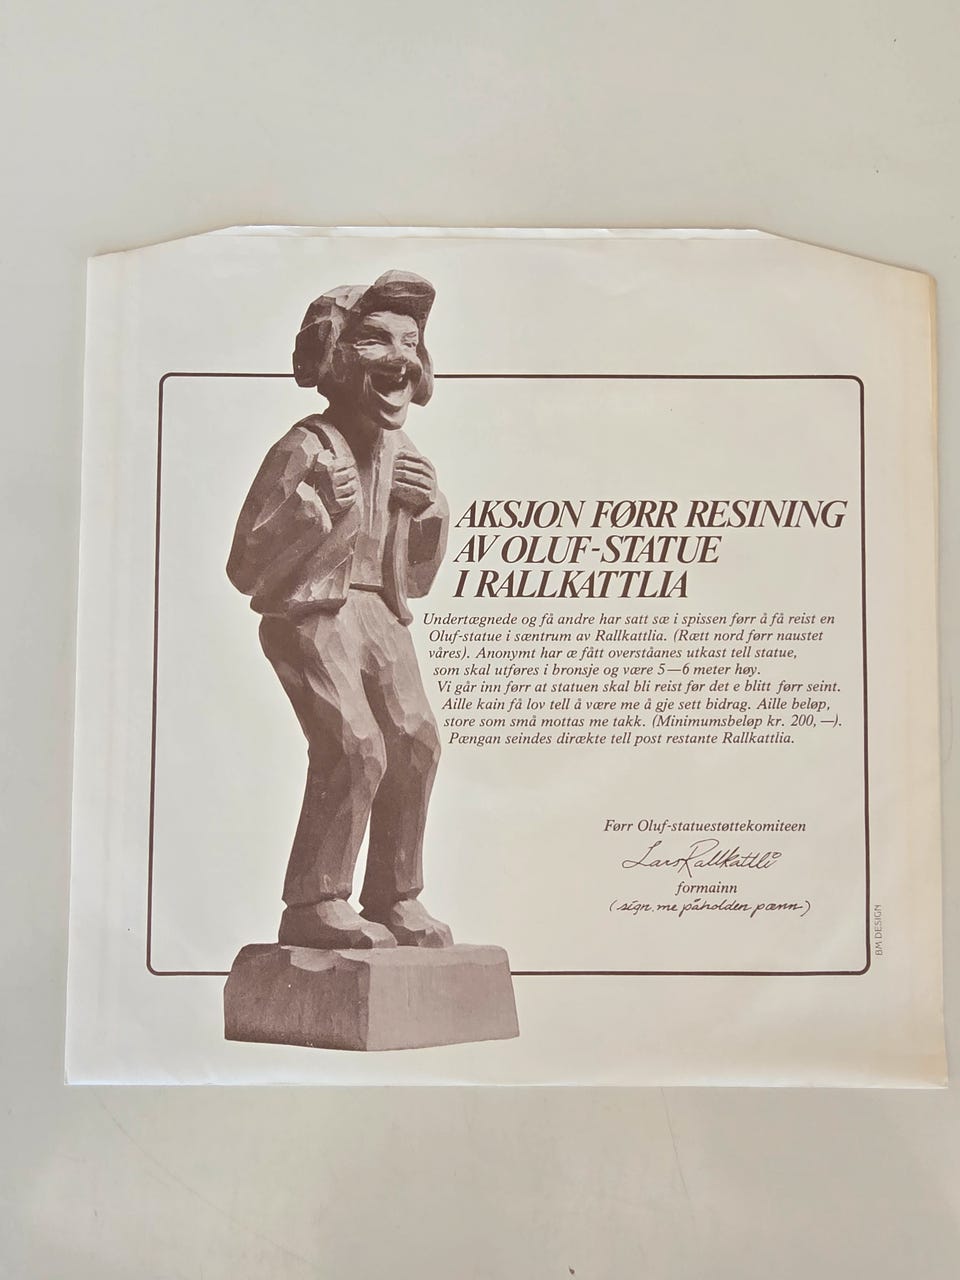 AKSJON FØRR RESINING
AV OLUF-STATUE
I RALLKATTLIA
Undertægnede og få andre har satt sæ i spissen førr å få reist en
Oluf-statue i sæntrum av Rallkattlia. (Rætt nord førr naustet
våres). Anonymt har æ fått overståanes utkast tell statue,
som skal utføres i bronsje og være 5—6 meter høy.
Vi går inn førr at statuen skal bli reist før det e blitt førr seint.
Aille kain få lov tell å være me å gje sett bidrag. Aille beløp,
store som små mottas me takk. (Minimumsbeløp kr. 200,—).
Pængan seindes dirækte tell post restante Rallkattlia.
Førr Oluf-statuestøttekomiteen
Lars Rallkattli
formainn
(sign. me påholden pænn)
BM DESIGN